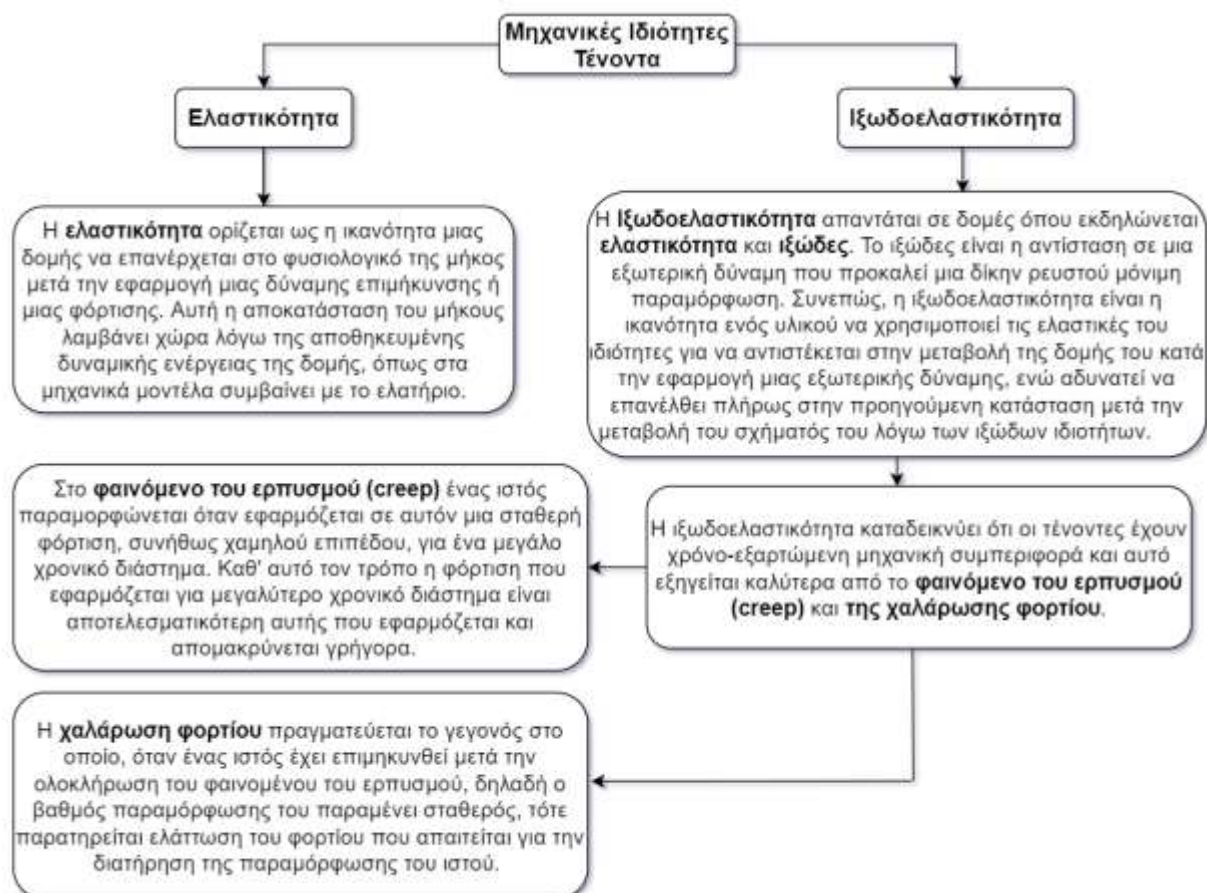 Μηχανικές Ιδιότητες
Τένοντα
Ελαστικότητα
Ιξωδοελαστικότητα
Η ελαστικότητα ορίζεται ως η ικανότητα μιας
δομής να επανέρχεται στο φυσιολογικό της μήκος
μετά την εφαρμογή μιας δύναμης επιμήκυνσης ή
μιας φόρτισης. Αυτή η αποκατάσταση του μήκους
λαμβάνει χώρα λόγω της αποθηκευμένης
δυναμικής ενέργειας της δομής, όπως στα
μηχανικά μοντέλα συμβαίνει με το ελατήριο.
Η Ιξωδοελαστικότητα απαντάται σε δομές όπου εκδηλώνεται
ελαστικότητα και ιξώδες. Το ιξώδες είναι η αντίσταση σε μια
εξωτερική δύναμη που προκαλεί μια δίκην ρευστού μόνιμη
παραμόρφωση. Συνεπώς, η ιξωδοελαστικότητα είναι η
ικανότητα ενός υλικού να χρησιμοποιεί τις ελαστικές του
ιδιότητες για να αντιστέκεται στην μεταβολή της δομής του κατά
την εφαρμογή μιας εξωτερικής δύναμης, ενώ αδυνατεί να
επανέλθει πλήρως στην προηγούμενη κατάσταση μετά την
μεταβολή του σχήματός του λόγω των ιξώδων ιδιοτήτων.
Στο φαινόμενο του ερπυσμού (creep) ένας ιστός
παραμορφώνεται όταν εφαρμόζεται σε αυτόν μια σταθερή
φόρτιση, συνήθως χαμηλού επιπέδου, για ένα μεγάλο
χρονικό διάστημα. Καθ' αυτό τον τρόπο η φόρτιση που
εφαρμόζεται για μεγαλύτερο χρονικό διάστημα είναι
αποτελεσματικότερη αυτής που εφαρμόζεται και
απομακρύνεται γρήγορα.
Η ιξωδοελαστικότητα καταδεικνύει ότι οι τένοντες έχουν
χρόνο-εξαρτώμενη μηχανική συμπεριφορά και αυτό
εξηγείται καλύτερα από το φαινόμενο του ερπυσμού
(creep) και της χαλάρωσης φορτίου.
Η χαλάρωση φορτίου πραγματεύεται το γεγονός στο
οποίο, όταν ένας ιστός έχει επιμηκυνθεί μετά την
ολοκλήρωση του φαινομένου του ερπυσμού, δηλαδή ο
βαθμός παραμόρφωσης του παραμένει σταθερός, τότε
παρατηρείται ελάττωση του φορτίου που απαιτείται για την
διατήρηση της παραμόρφωσης του ιστού.